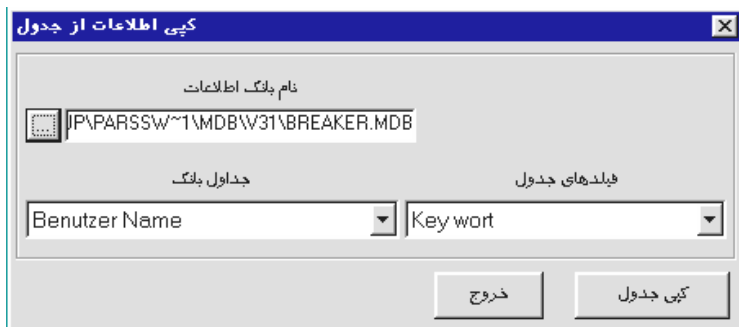 کپی اطلاعات از جدول
نام بانک اطلاعات
... JP\PARSSW~1\MDB\V31\BREAKER.MDB
فیلدهای جدول
جداول بانک
Key wort
Benutzer Name
کپی جدول
خروج